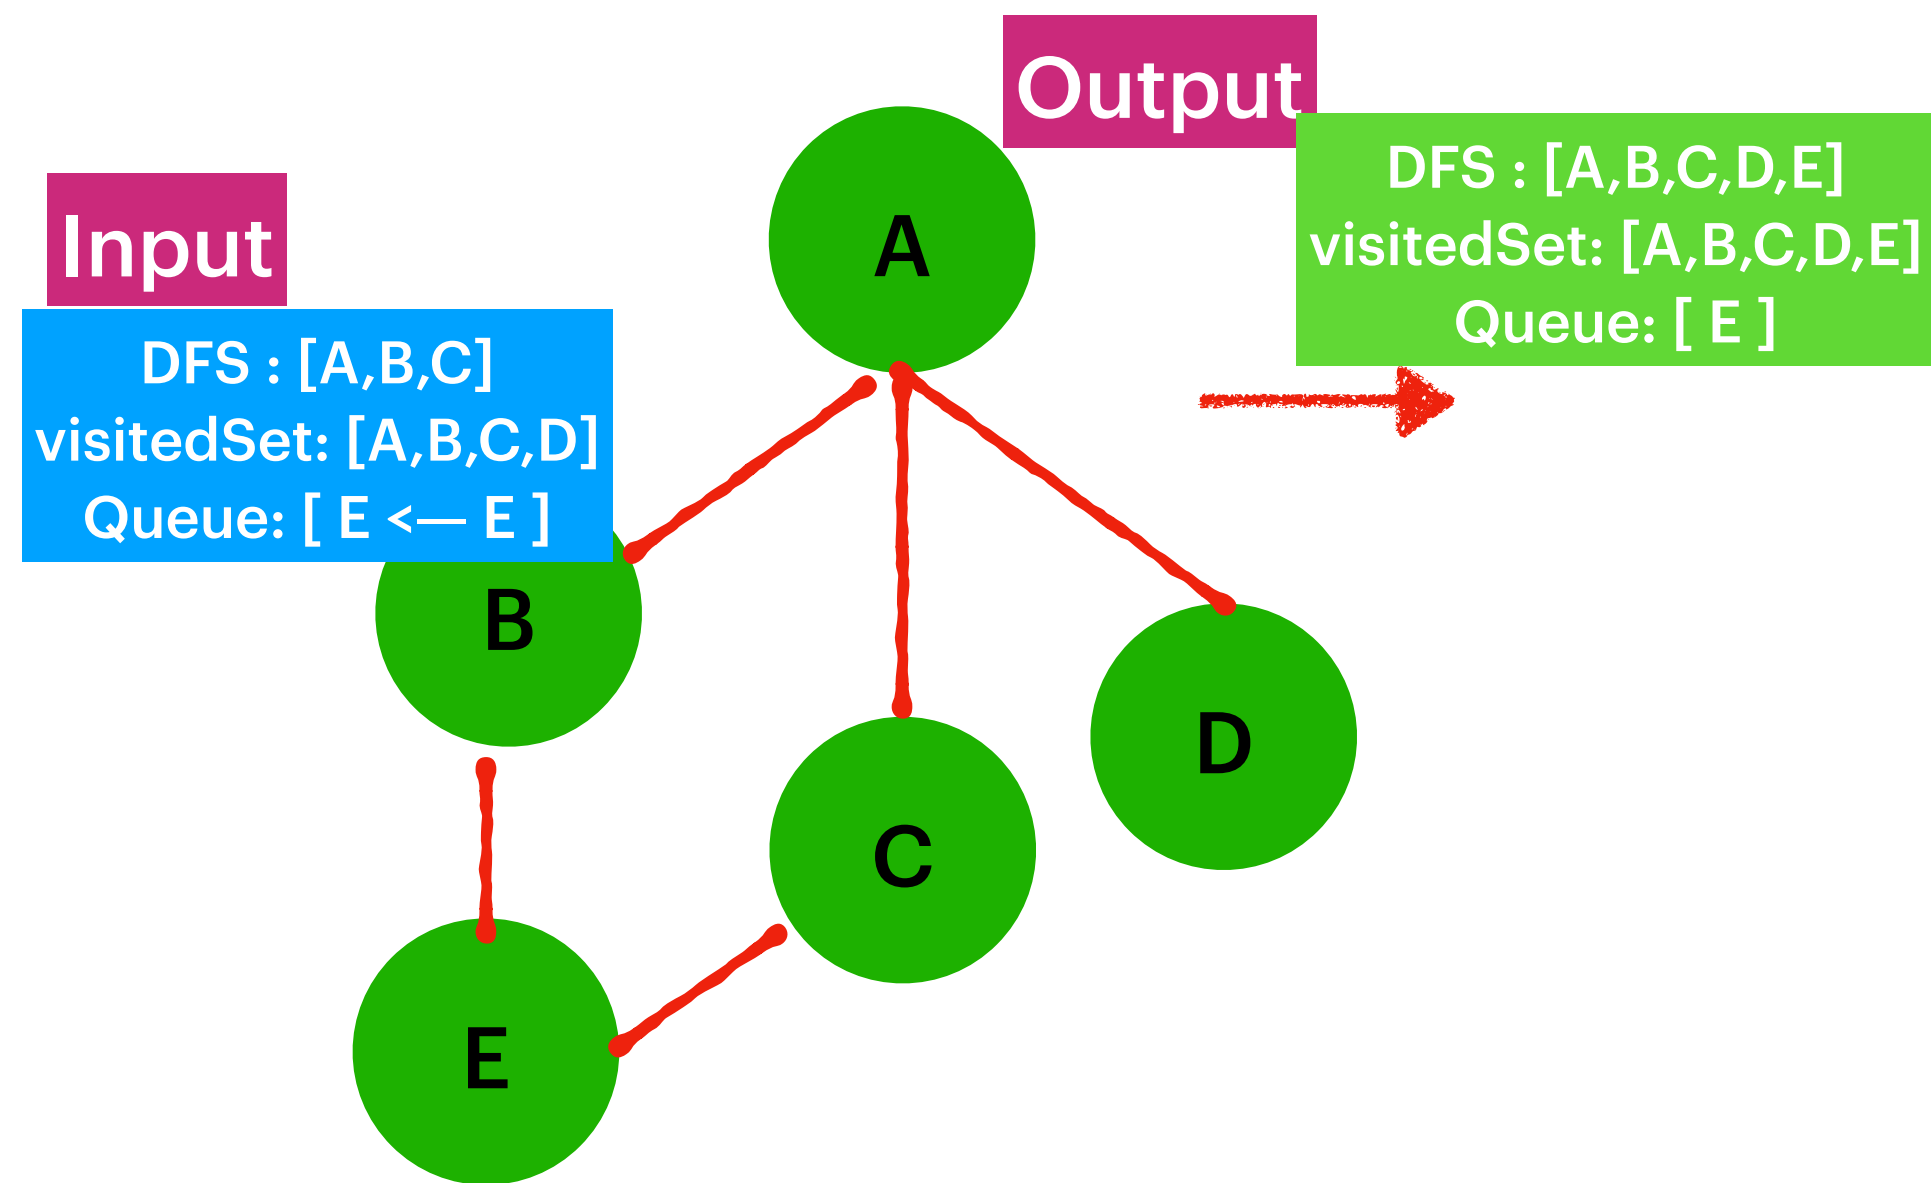 Output
DFS : [A,B,C,D,E]
visitedSet: [A,B,C,D,E]
Queue: [ E ]
Input
DFS : [A,B,C]
visitedSet: [A,B,C,D]
Queue: [ E <— E ]
A
B
D
C
E